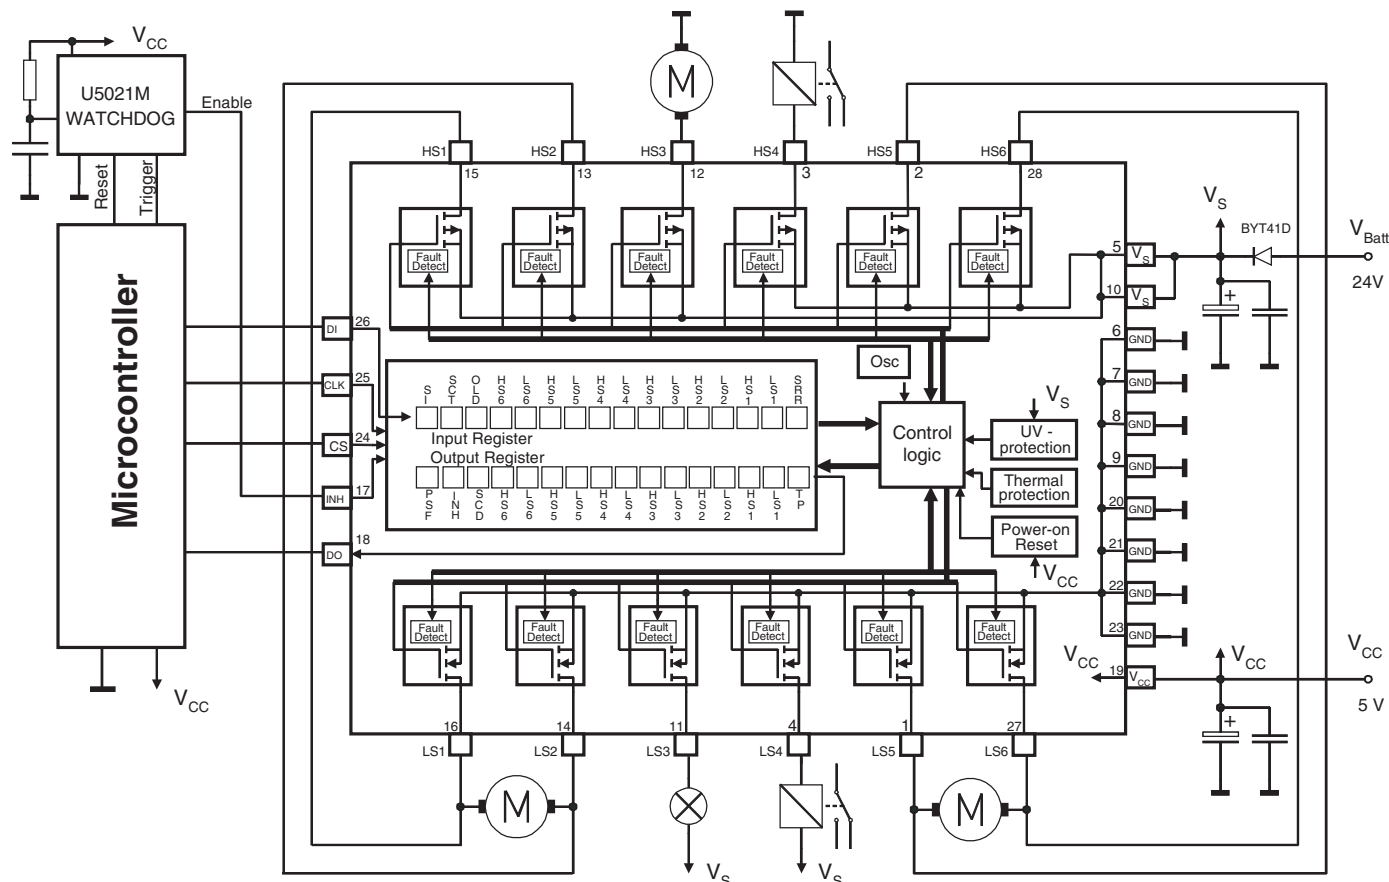 VCC
U5021M
WATCHDOG
Enable
Reset
Trigger
Microcontroller
VCC
M
HS1
HS2
HS3
HS4
HS5
HS6
15
13
12
3
2
28
Fault
Detect
Fault
Detect
Fault
Detect
Fault
Detect
Fault
Detect
Fault
Detect
VS
BYT41D
VBatt
24V
5
VS
10
VS
+
6
GND
7
GND
8
GND
9
GND
20
GND
21
GND
22
GND
23
GND
VCC
19
VCC
VCC
VCC
5 V
+
DI
26
CLK
25
CS
24
INH
17
DO
18
SI
SCT
OLD
HS6
LS6
HS5
LS5
HS4
LS4
HS3
LS3
HS2
LS2
HS1
LS1
SRR
Input Register
Output Register
PSF
INH
SCD
HS6
LS6
HS5
LS5
HS4
LS4
HS3
LS3
HS2
LS2
HS1
LS1
TP
Osc
Control
logic
VS
UV -
protection
Thermal
protection
Power-on
Reset
VCC
Fault
Detect
Fault
Detect
Fault
Detect
Fault
Detect
Fault
Detect
Fault
Detect
16
14
11
4
1
27
LS1
LS2
LS3
LS4
LS5
LS6
M
M
VS
VS